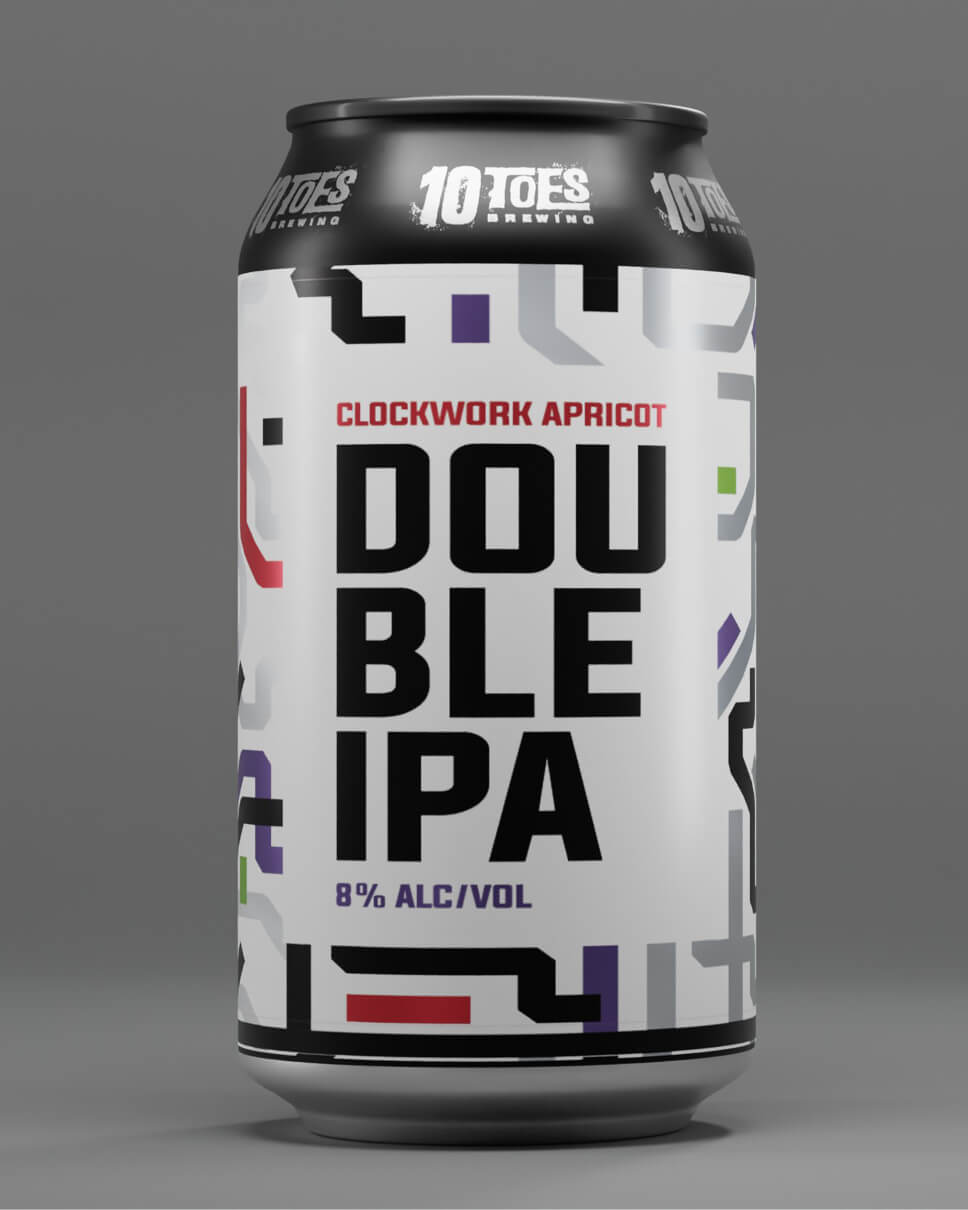 10 TOES
BREWING
10 TOES
BREWING
10 TOES
BREWING
CLOCKWORK APRICOT
DOU
BLE
IPA
8% ALC/VOL